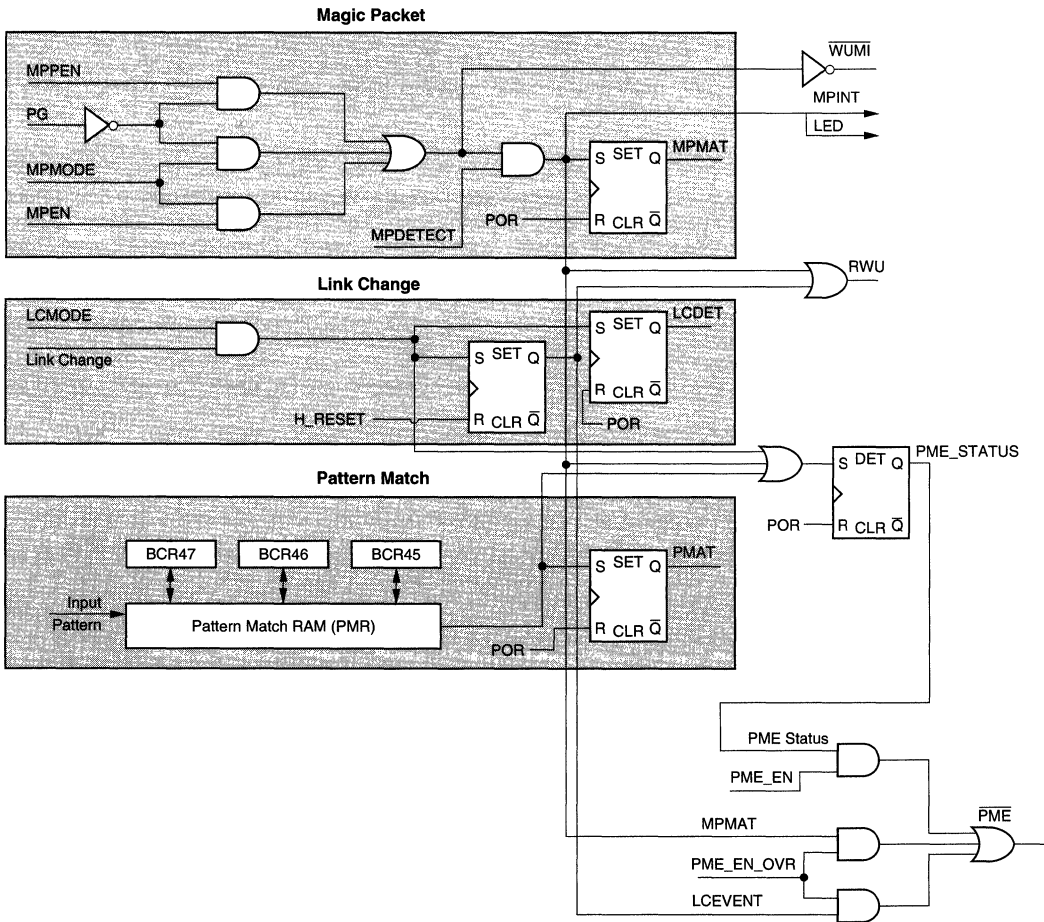 Magic Packet
MPPEN
PG
MPMODE
MPEN
MPDETECT
POR
S SET Q
R CLR Q̅
MPMAT
W̅U̅M̅I̅
MPINT
LED
RWU
Link Change
LCMODE
Link Change
H_RESET
S SET Q
R CLR Q̅
S SET Q
R CLR Q̅
LCDET
POR
S DET Q
R CLR Q̅
PME_STATUS
POR
Pattern Match
BCR47
BCR46
BCR45
Input
Pattern
Pattern Match RAM (PMR)
S SET Q
R CLR Q̅
PMAT
POR
PME Status
PME_EN
MPMAT
PME_EN_OVR
LCEVENT
P̅M̅E̅